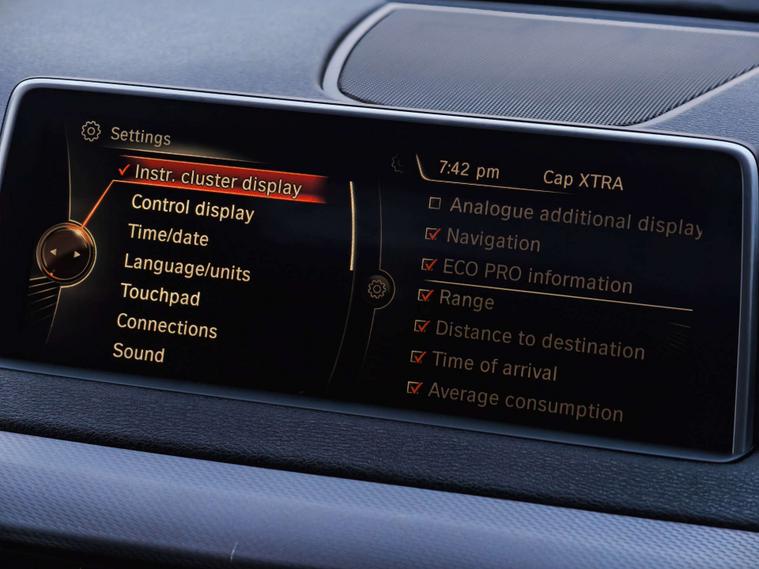 Settings
Instr. cluster display
Control display
Time/date
Language/units
Touchpad
Connections
Sound
7:42 pm Cap XTRA
Analogue additional display
Navigation
ECO PRO information
Range
Distance to destination
Time of arrival
Average consumption